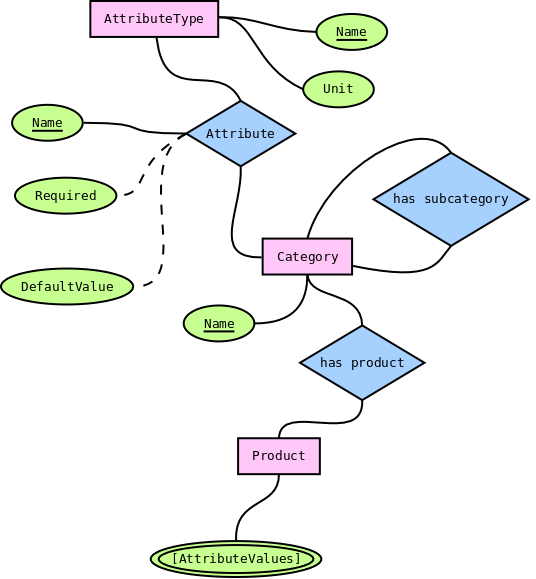 AttributeType
Name
Unit
Name
Attribute
Required
has subcategory
Category
DefaultValue
Name
has product
Product
[AttributeValues]